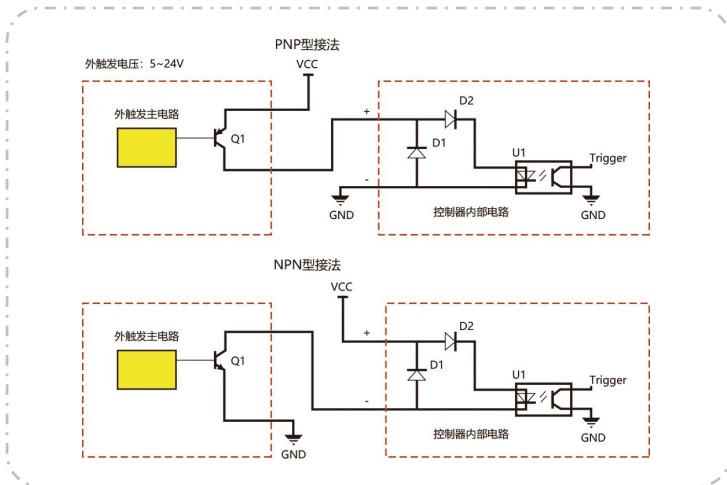 PNP型接法
外触发电压：5~24V
VCC
外触发主电路
Q1
+
D2
D1
U1
Trigger
-
GND
控制器内部电路
GND
NPN型接法
VCC
外触发主电路
Q1
+
D2
D1
U1
Trigger
-
控制器内部电路
GND
GND